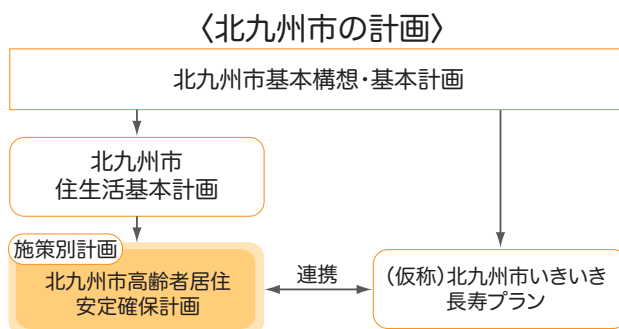 〈北九州市の計画〉
北九州市基本構想・基本計画
北九州市
住生活基本計画
施策別計画
北九州市高齢者居住
安定確保計画
連携
（仮称）北九州市いきいき
長寿プラン